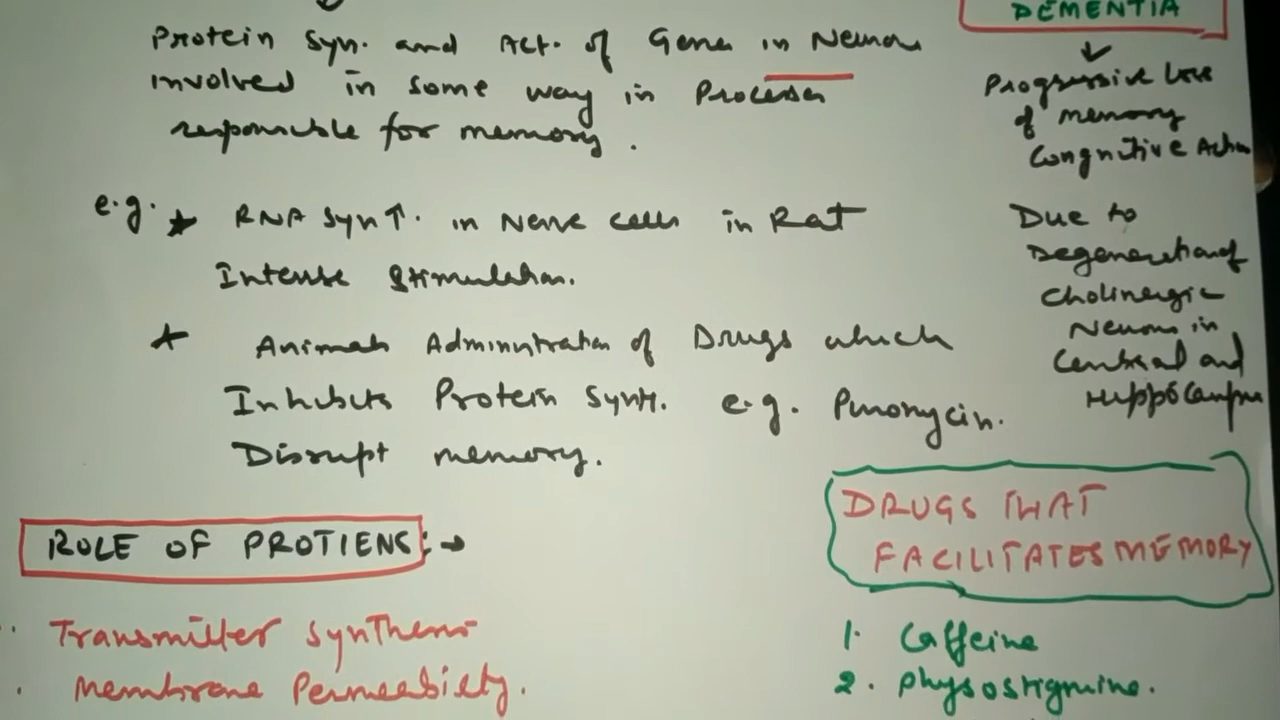 Protein Syn. and Act. of Gene in Neuron
involved in some way in Processes
responsible for memory.
e.g. ★ RNA Syn ↑. in Nerve cells in Rat
Intense Stimulation.
★ Animals Administration of Drugs which
Inhibits Protein Synth. e.g. Puromycin.
Disrupt memory.
ROLE OF PROTIENS :→
Transmitter Synthesis
Membrane Permeabilty.
DEMENTIA
↓
Progressive loss
of memory
Congnitive Action
Due to
Degeneration of
Cholinergic
Neurons in
Central and
Hippocampus
DRUGS THAT
FACILITATES MEMORY
1. Caffeine
2. Physostigmine.